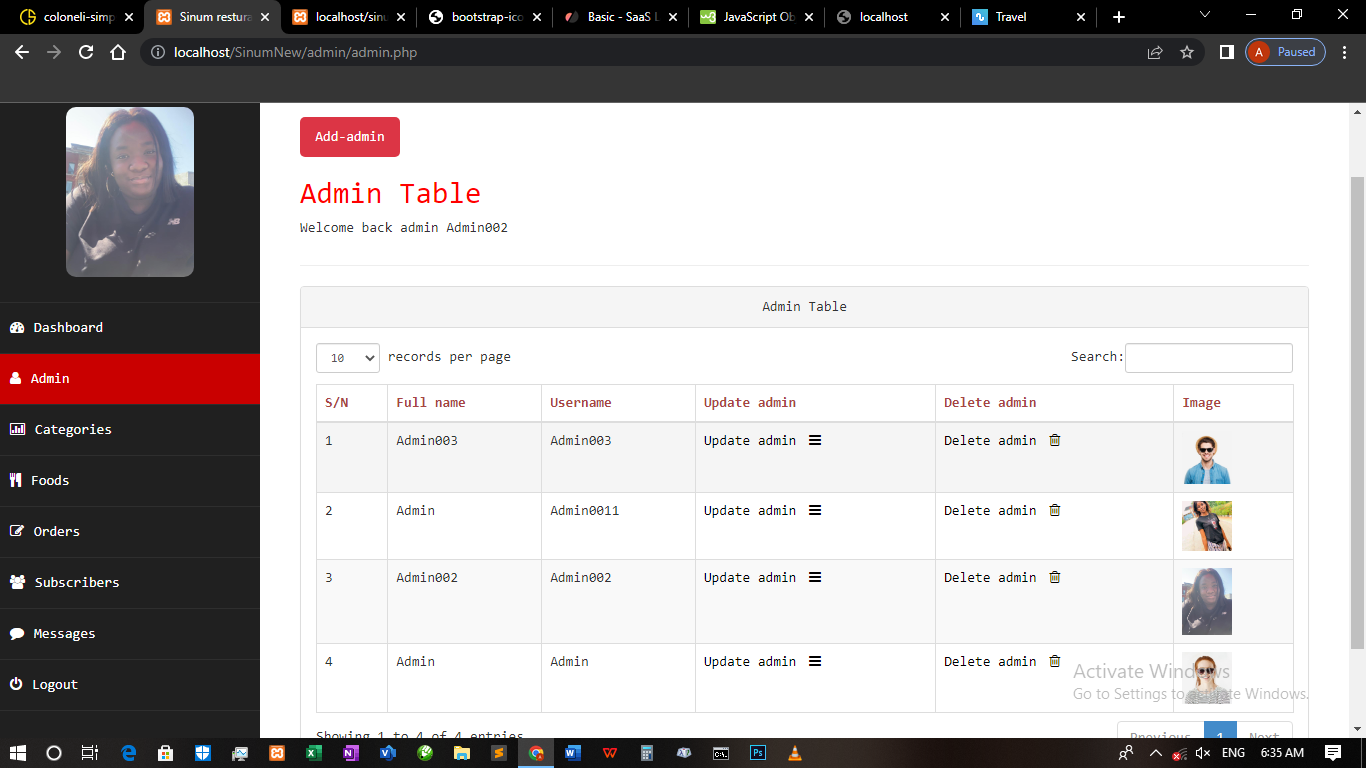 coloneli-simp
Sinum restura
localhost/sinu
bootstrap-ico
Basic - SaaS L
JavaScript Ob
localhost
Travel
localhost/SinumNew/admin/admin.php
A Paused
Add-admin
Admin Table
Welcome back admin Admin002
Dashboard
Admin
Categories
Foods
Orders
Subscribers
Messages
Logout
Admin Table
10 records per page Search:
S/N Full name Username Update admin Delete admin Image
1 Admin003 Admin003 Update admin Delete admin
2 Admin Admin0011 Update admin Delete admin
3 Admin002 Admin002 Update admin Delete admin
4 Admin Admin Update admin Delete admin
Activate Windows
Go to Settings to activate Windows.
Showing 1 to 4 of 4 entries
Previous 1 Next
ENG 6:35 AM